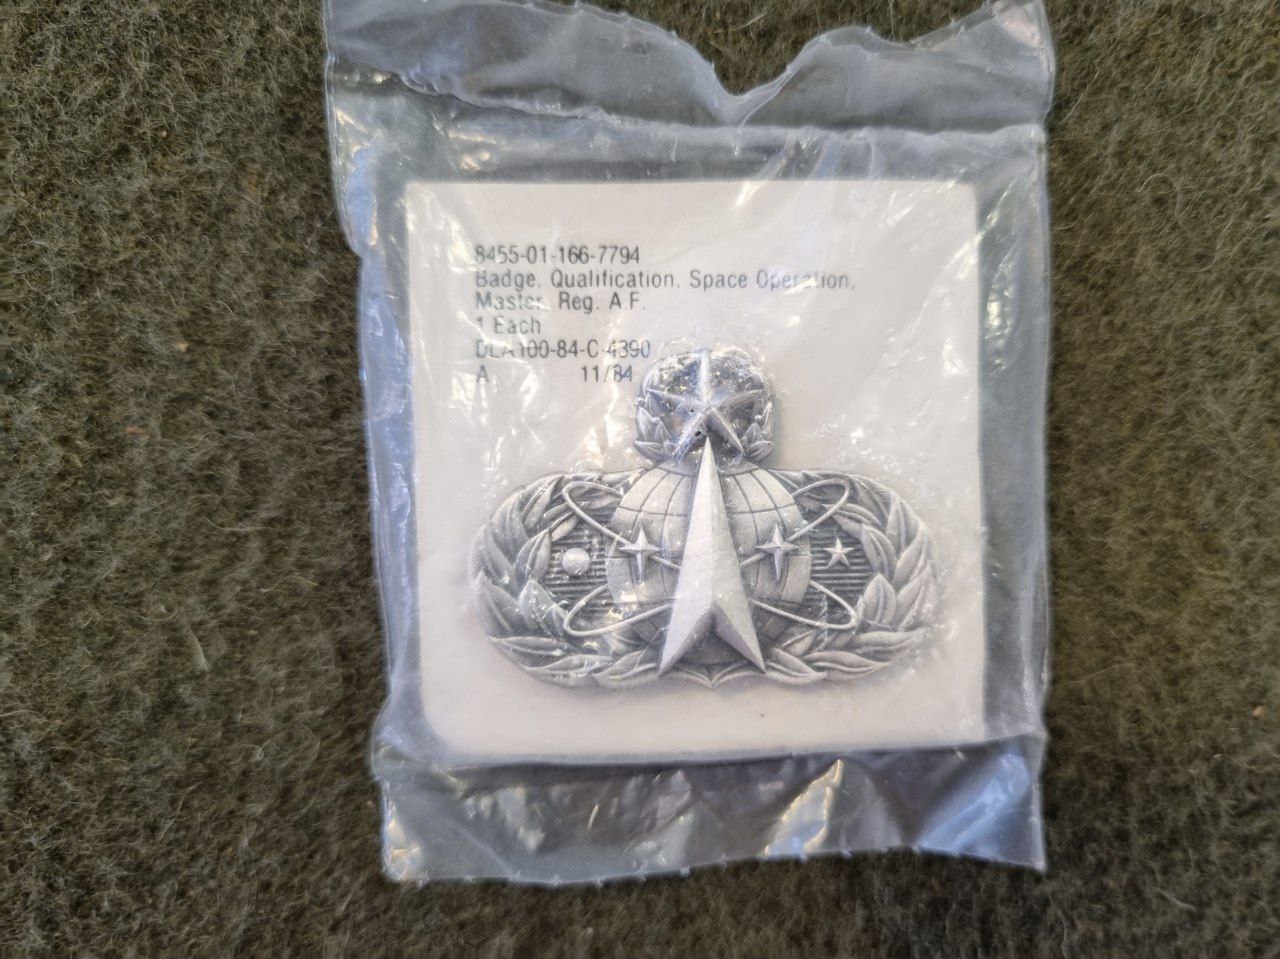 8455-01-166-7794
Badge, Qualification, Space Operation,
Master, Reg. A.F.
1 Each
DLA100-84-C-4390
A 11/84